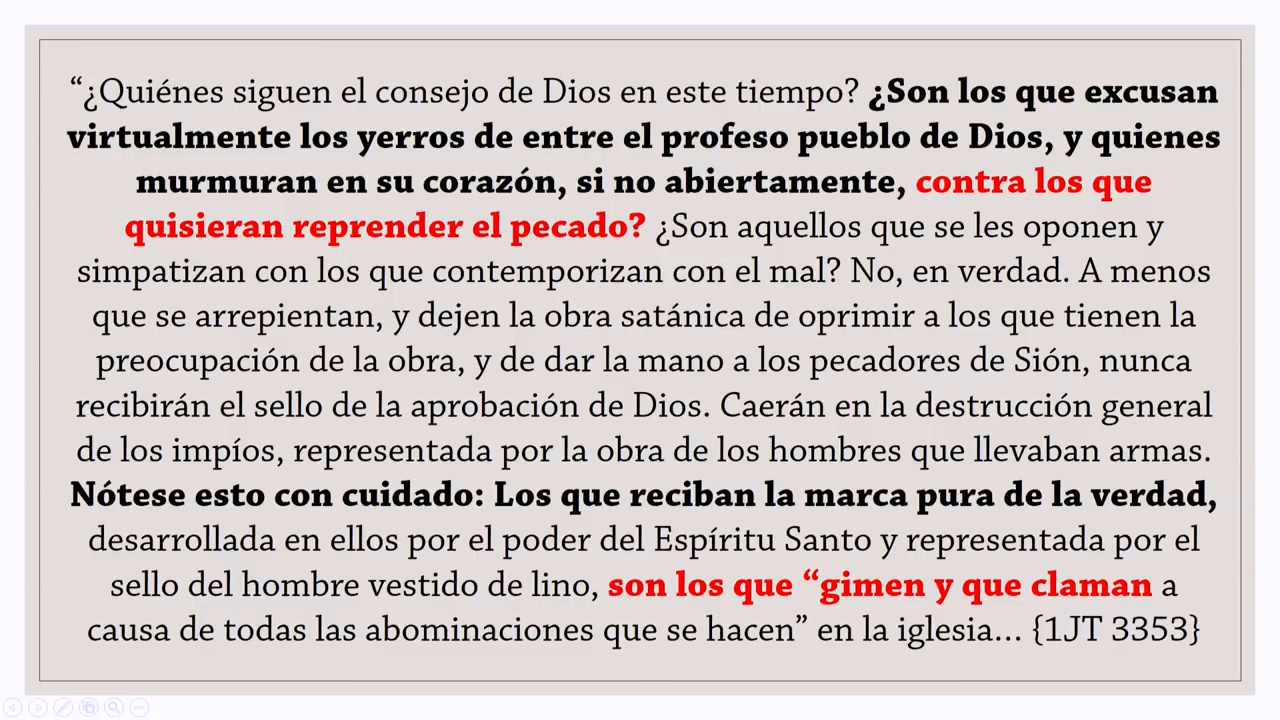 “¿Quiénes siguen el consejo de Dios en este tiempo? ¿Son los que excusan
virtualmente los yerros de entre el profeso pueblo de Dios, y quienes
murmuran en su corazón, si no abiertamente, contra los que
quisieran reprender el pecado? ¿Son aquellos que se les oponen y
simpatizan con los que contemporizan con el mal? No, en verdad. A menos
que se arrepientan, y dejen la obra satánica de oprimir a los que tienen la
preocupación de la obra, y de dar la mano a los pecadores de Sión, nunca
recibirán el sello de la aprobación de Dios. Caerán en la destrucción general
de los impíos, representada por la obra de los hombres que llevaban armas.
Nótese esto con cuidado: Los que reciban la marca pura de la verdad,
desarrollada en ellos por el poder del Espíritu Santo y representada por el
sello del hombre vestido de lino, son los que “gimen y que claman a
causa de todas las abominaciones que se hacen” en la iglesia… {1JT 3353}